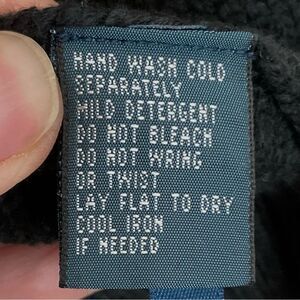 HAND WASH COLD
SEPARATELY
MILD DETERGENT
DO NOT BLEACH
DO NOT WRING
OR TWIST
LAY FLAT TO DRY
COOL IRON
IF NEEDED